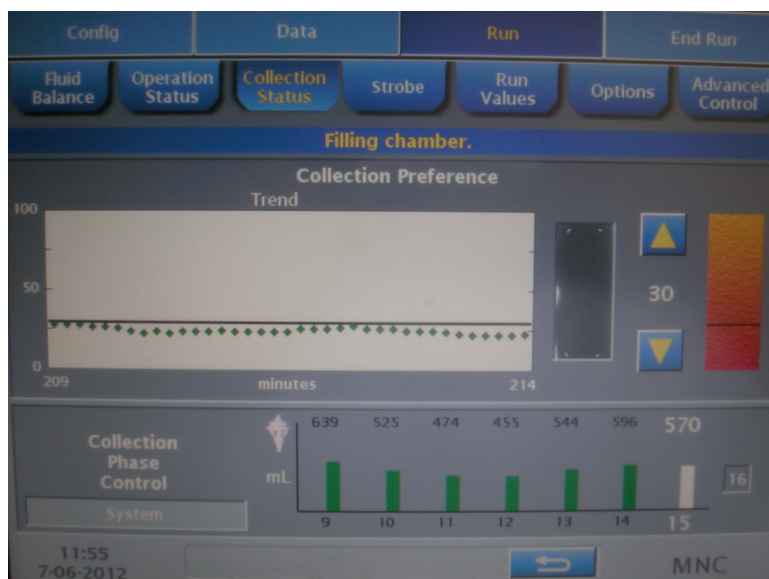 Config Data Run End Run
Fluid Balance Operation Status Collection Status Strobe Run Values Options Advanced Control
Filling chamber.
Collection Preference
Trend
100
50
30
0
209 minutes 214
639 525 474 455 544 596 570
Collection
Phase
Control
mL
16
System
9 10 11 12 13 14 15
11:55
7-06-2012
MNC